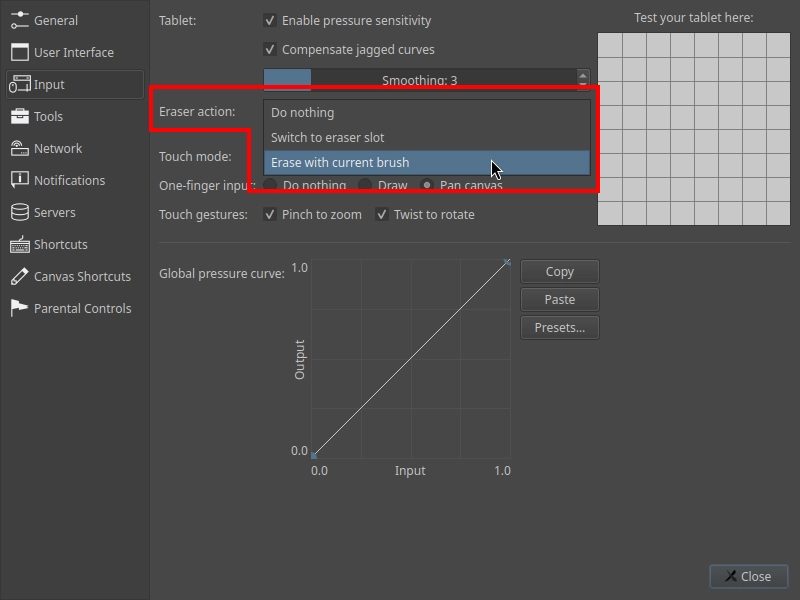 General
User Interface
Input
Tools
Network
Notifications
Servers
Shortcuts
Canvas Shortcuts
Parental Controls
Tablet:
Enable pressure sensitivity
Compensate jagged curves
Smoothing: 3
Eraser action:
Do nothing
Switch to eraser slot
Erase with current brush
Touch mode:
One-finger input: Do nothing Draw Pan canvas
Touch gestures: Pinch to zoom Twist to rotate
Test your tablet here:
Global pressure curve:
1.0
Output
0.0
0.0 Input 1.0
Copy
Paste
Presets...
Close